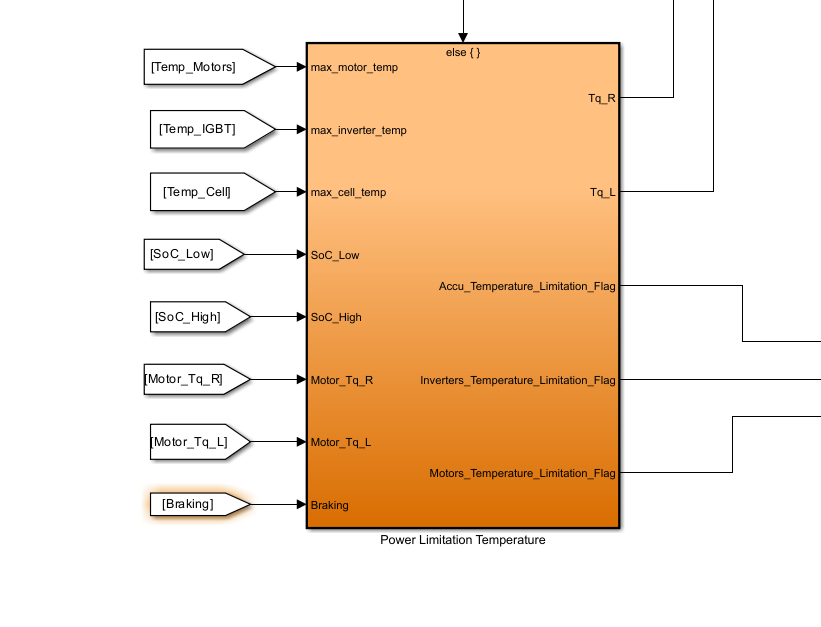 else { }
[Temp_Motors]
max_motor_temp
Tq_R
[Temp_IGBT]
max_inverter_temp
[Temp_Cell]
max_cell_temp
Tq_L
[SoC_Low]
SoC_Low
Accu_Temperature_Limitation_Flag
[SoC_High]
SoC_High
[Motor_Tq_R]
Motor_Tq_R
Inverters_Temperature_Limitation_Flag
[Motor_Tq_L]
Motor_Tq_L
Motors_Temperature_Limitation_Flag
[Braking]
Braking
Power Limitation Temperature